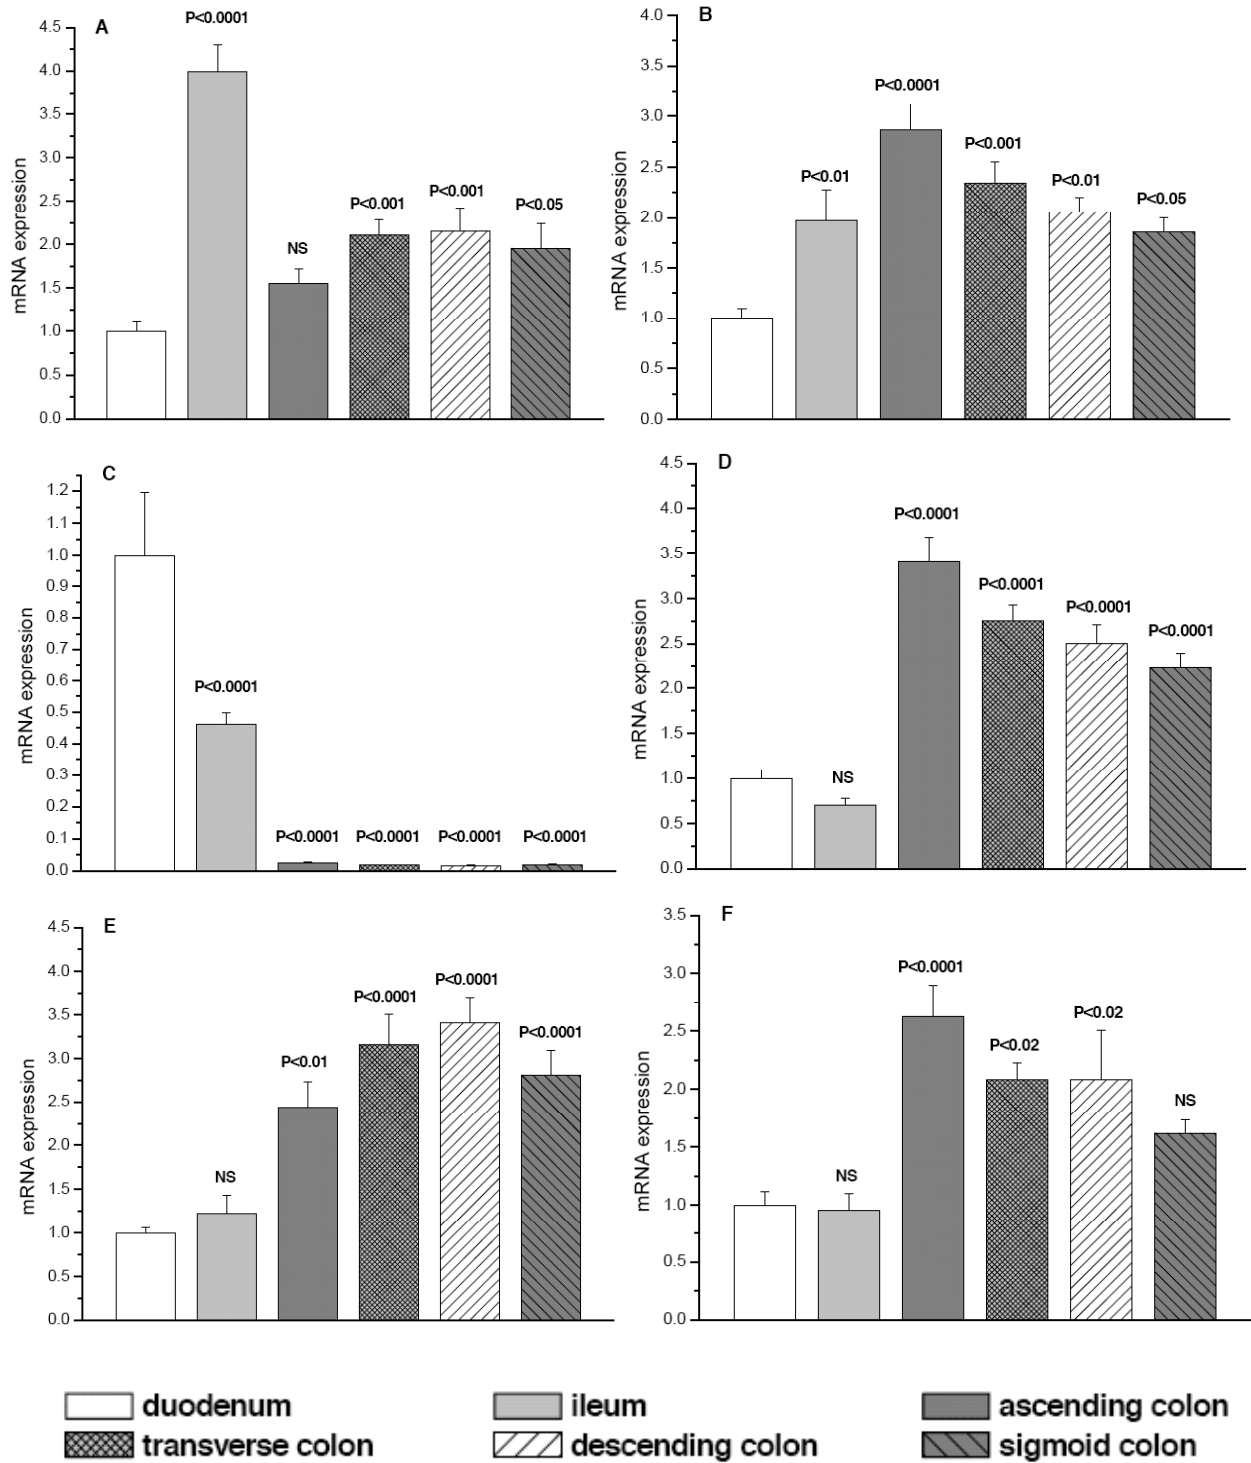 A
P<0.0001
NS
P<0.001
P<0.001
P<0.05
mRNA expression
4.5
4.0
3.5
3.0
2.5
2.0
1.5
1.0
0.5
0.0
B
P<0.01
P<0.0001
P<0.001
P<0.01
P<0.05
mRNA expression
4.0
3.5
3.0
2.5
2.0
1.5
1.0
0.5
0.0
C
P<0.0001
P<0.0001
P<0.0001
P<0.0001
P<0.0001
mRNA expression
1.2
1.1
1.0
0.9
0.8
0.7
0.6
0.5
0.4
0.3
0.2
0.1
0.0
D
NS
P<0.0001
P<0.0001
P<0.0001
P<0.0001
mRNA expression
4.5
4.0
3.5
3.0
2.5
2.0
1.5
1.0
0.5
0.0
E
NS
P<0.01
P<0.0001
P<0.0001
P<0.0001
mRNA expression
4.5
4.0
3.5
3.0
2.5
2.0
1.5
1.0
0.5
0.0
F
NS
P<0.0001
P<0.02
P<0.02
NS
mRNA expression
3.5
3.0
2.5
2.0
1.5
1.0
0.5
0.0
duodenum
ileum
ascending colon
transverse colon
descending colon
sigmoid colon